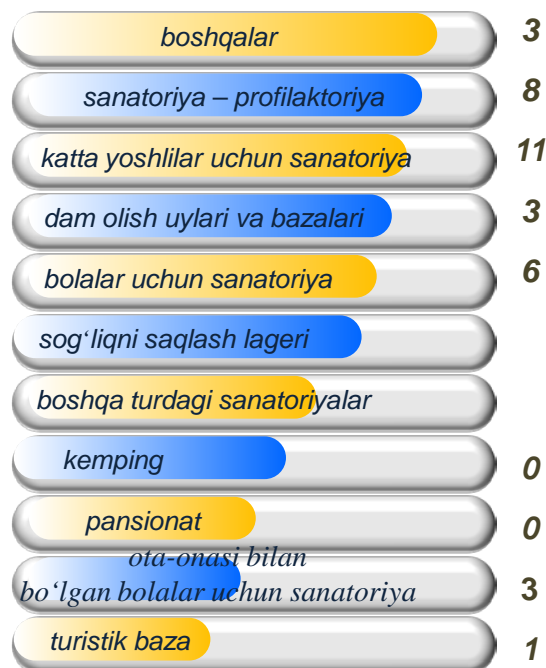 boshqalar 3
sanatoriya – profilaktoriya 8
katta yoshlilar uchun sanatoriya 11
dam olish uylari va bazalari 3
bolalar uchun sanatoriya 6
sog‘liqni saqlash lageri
boshqa turdagi sanatoriyalar
kemping 0
pansionat 0
ota-onasi bilan
bo‘lgan bolalar uchun sanatoriya 3
turistik baza 1